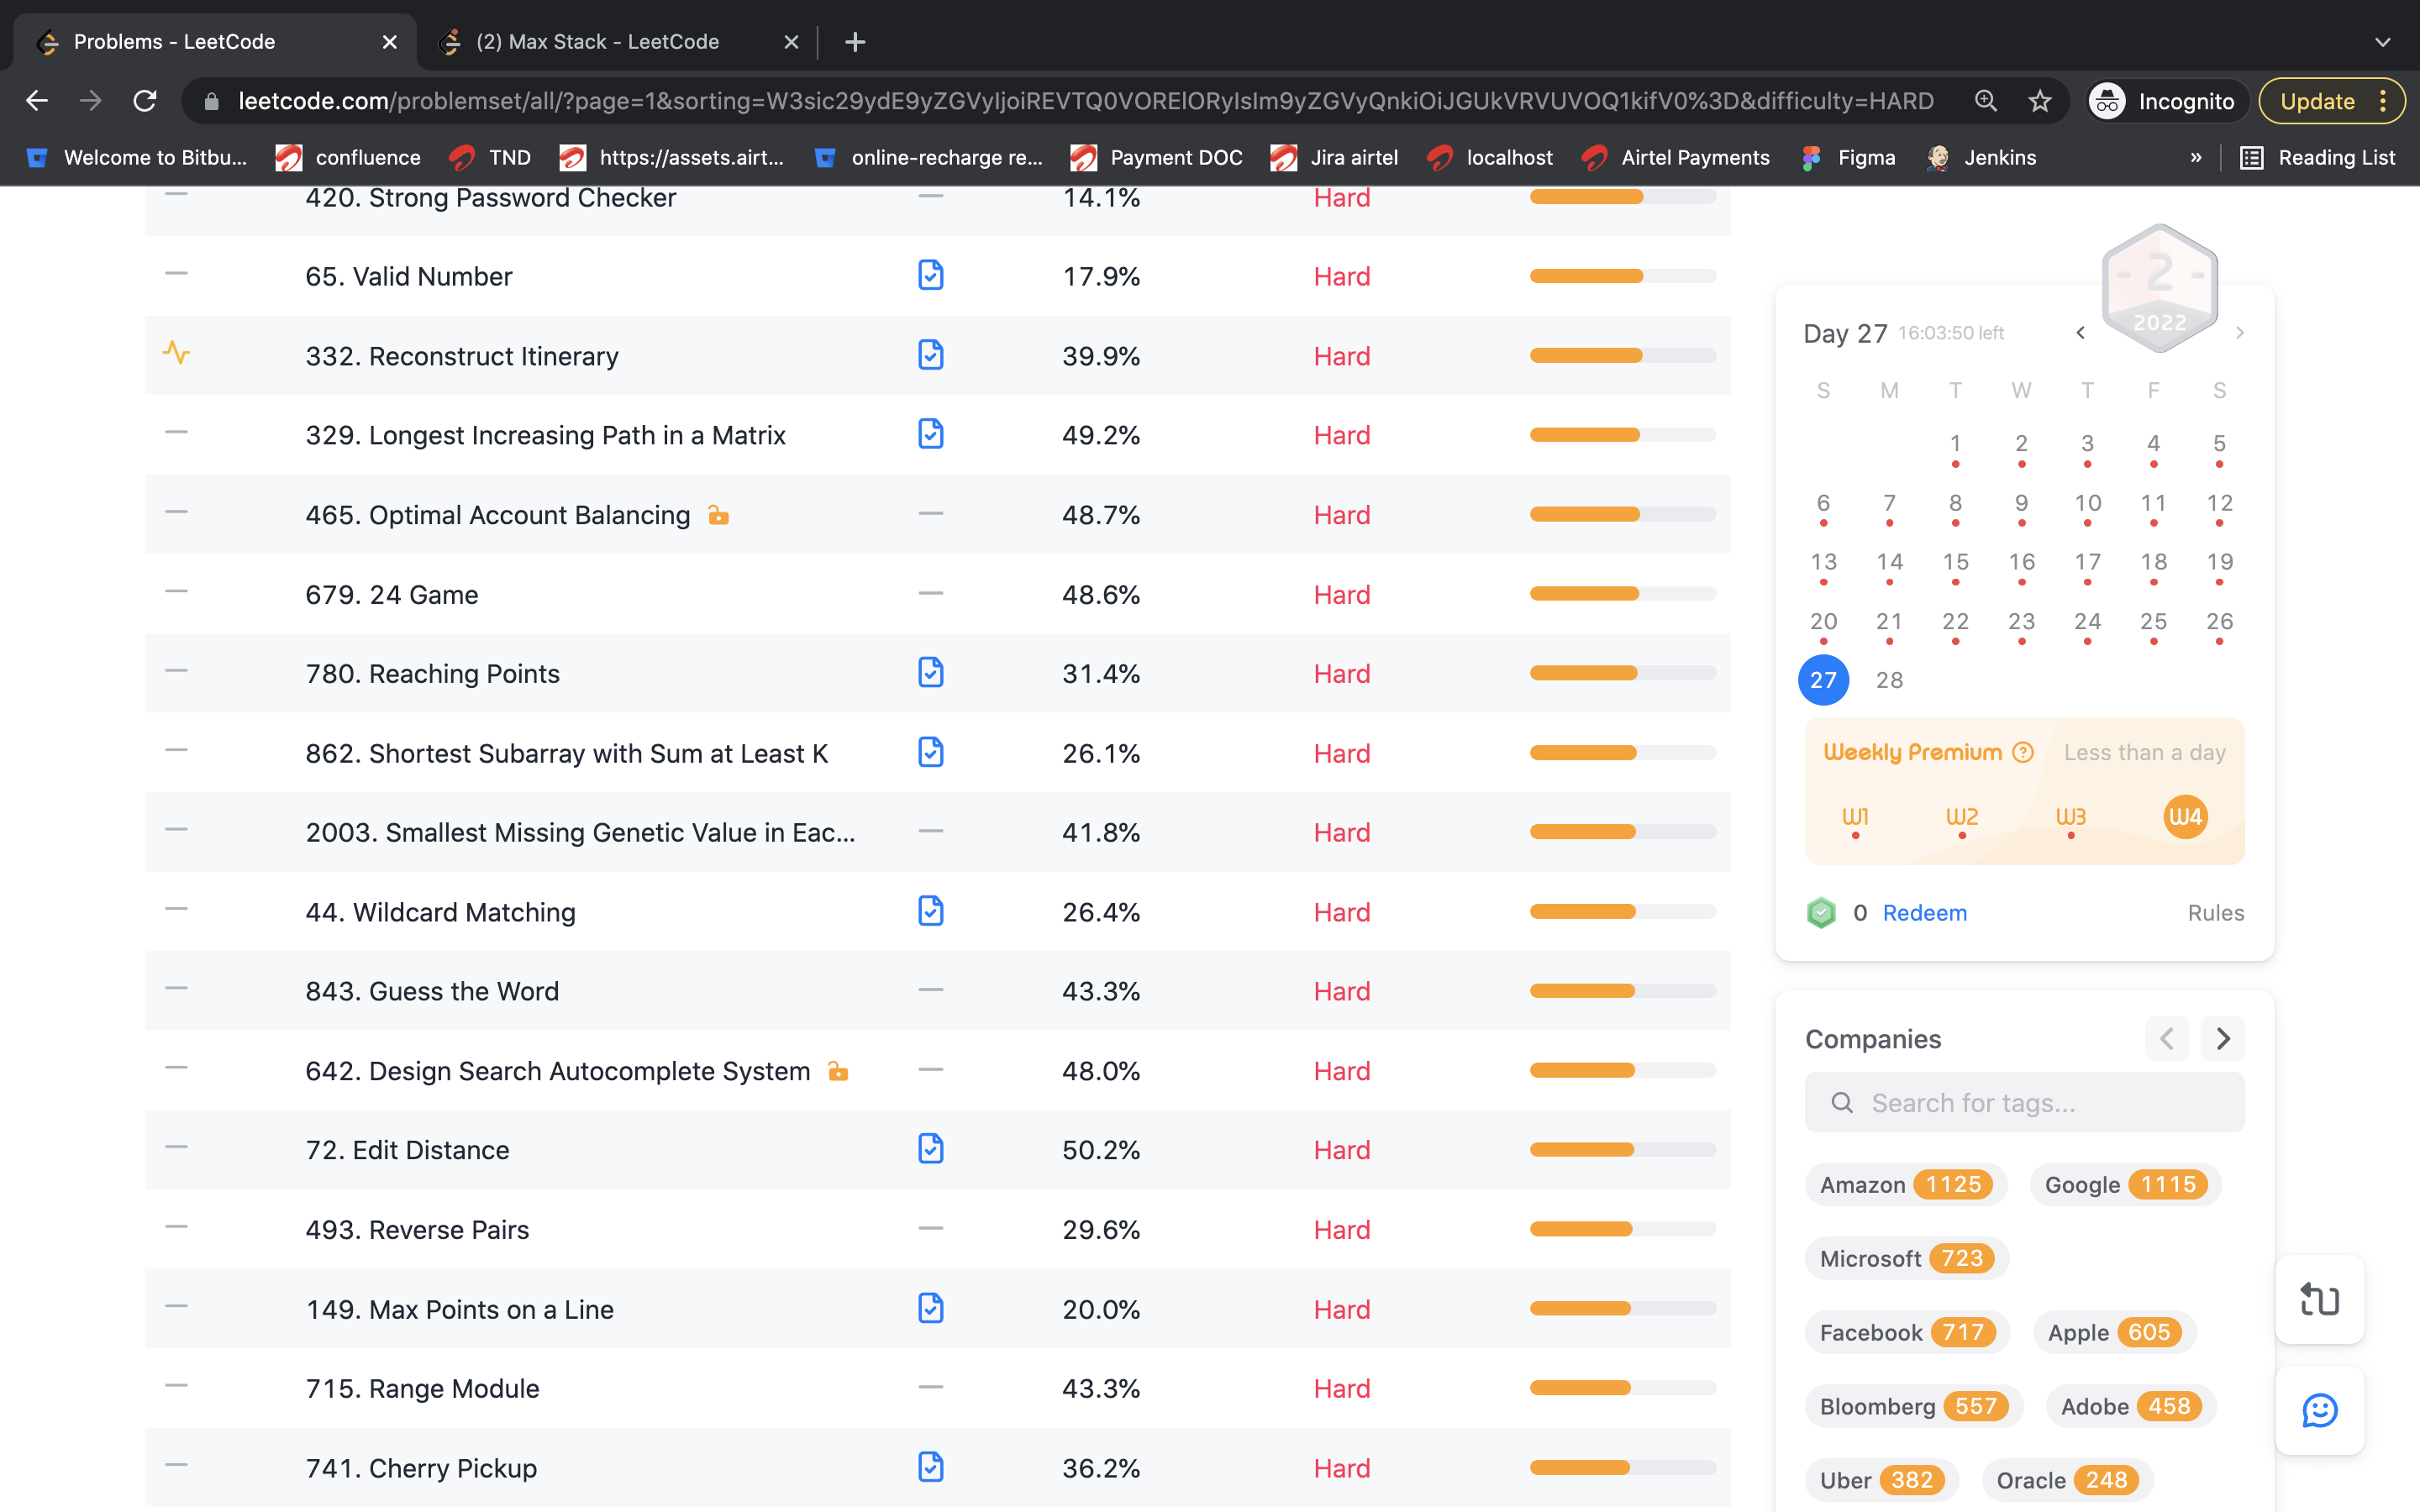 Problems - LeetCode
(2) Max Stack - LeetCode
leetcode.com/problemset/all/?page=1&sorting=W3sic29ydE9yZGVyIjoiREVTQ0VORElORyIsIm9yZGVyQnkiOiJGUkVRVUVOQ1kifV0%3D&difficulty=HARD
Incognito
Update
Welcome to Bitbu...
confluence
TND
https://assets.airt...
online-recharge re...
Payment DOC
Jira airtel
localhost
Airtel Payments
Figma
Jenkins
»
Reading List
420. Strong Password Checker 14.1% Hard
65. Valid Number 17.9% Hard
332. Reconstruct Itinerary 39.9% Hard
329. Longest Increasing Path in a Matrix 49.2% Hard
465. Optimal Account Balancing 48.7% Hard
679. 24 Game 48.6% Hard
780. Reaching Points 31.4% Hard
862. Shortest Subarray with Sum at Least K 26.1% Hard
2003. Smallest Missing Genetic Value in Eac... 41.8% Hard
44. Wildcard Matching 26.4% Hard
843. Guess the Word 43.3% Hard
642. Design Search Autocomplete System 48.0% Hard
72. Edit Distance 50.2% Hard
493. Reverse Pairs 29.6% Hard
149. Max Points on a Line 20.0% Hard
715. Range Module 43.3% Hard
741. Cherry Pickup 36.2% Hard
2
2022
Day 27 16:03:50 left
S M T W T F S
1 2 3 4 5
6 7 8 9 10 11 12
13 14 15 16 17 18 19
20 21 22 23 24 25 26
27 28
Weekly Premium ? Less than a day
W1 W2 W3 W4
0 Redeem Rules
Companies
Search for tags...
Amazon 1125 Google 1115
Microsoft 723
Facebook 717 Apple 605
Bloomberg 557 Adobe 458
Uber 382 Oracle 248